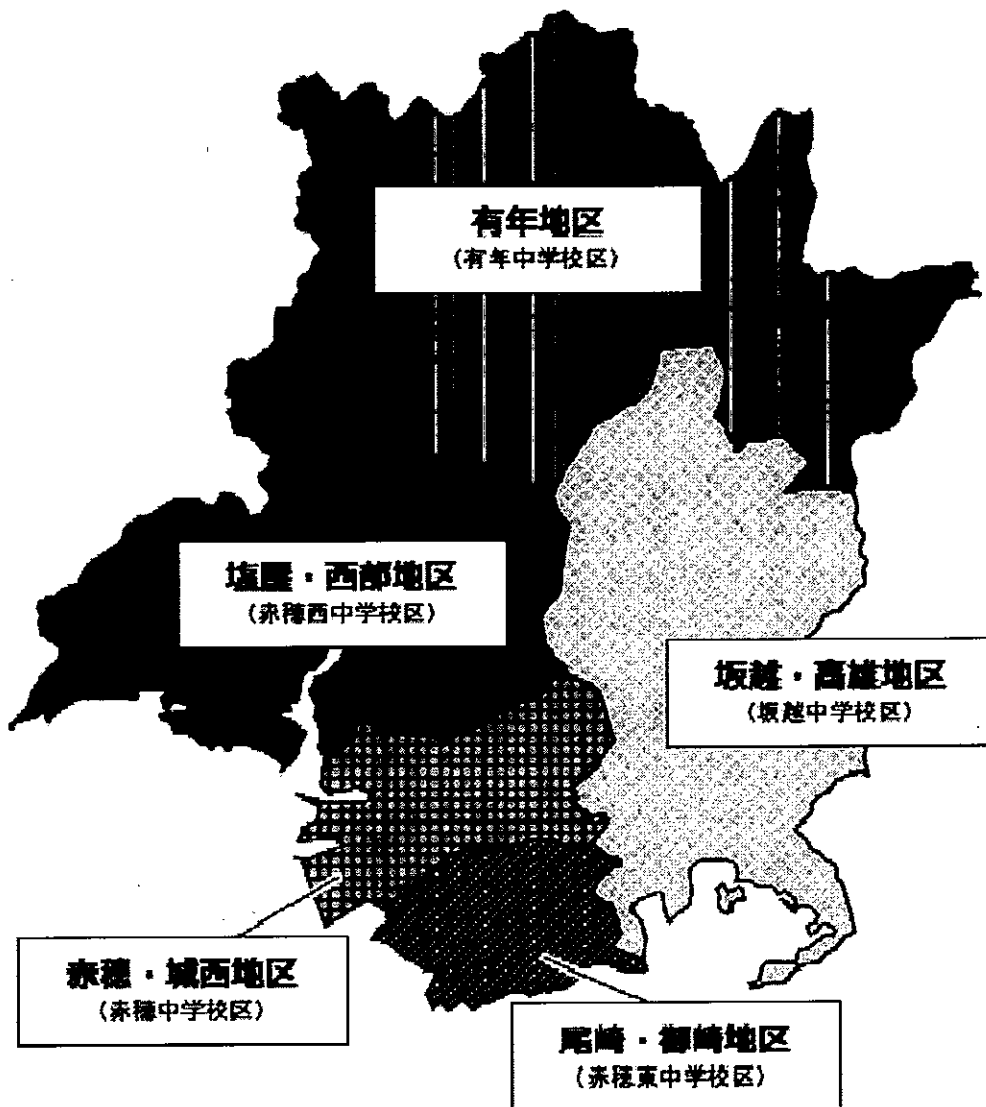 有年地区
(有年中学校区)
塩屋・西部地区
(赤穂西中学校区)
坂越・高雄地区
(坂越中学校区)
赤穂・城西地区
(赤穂中学校区)
尾崎・御崎地区
(赤穂東中学校区)